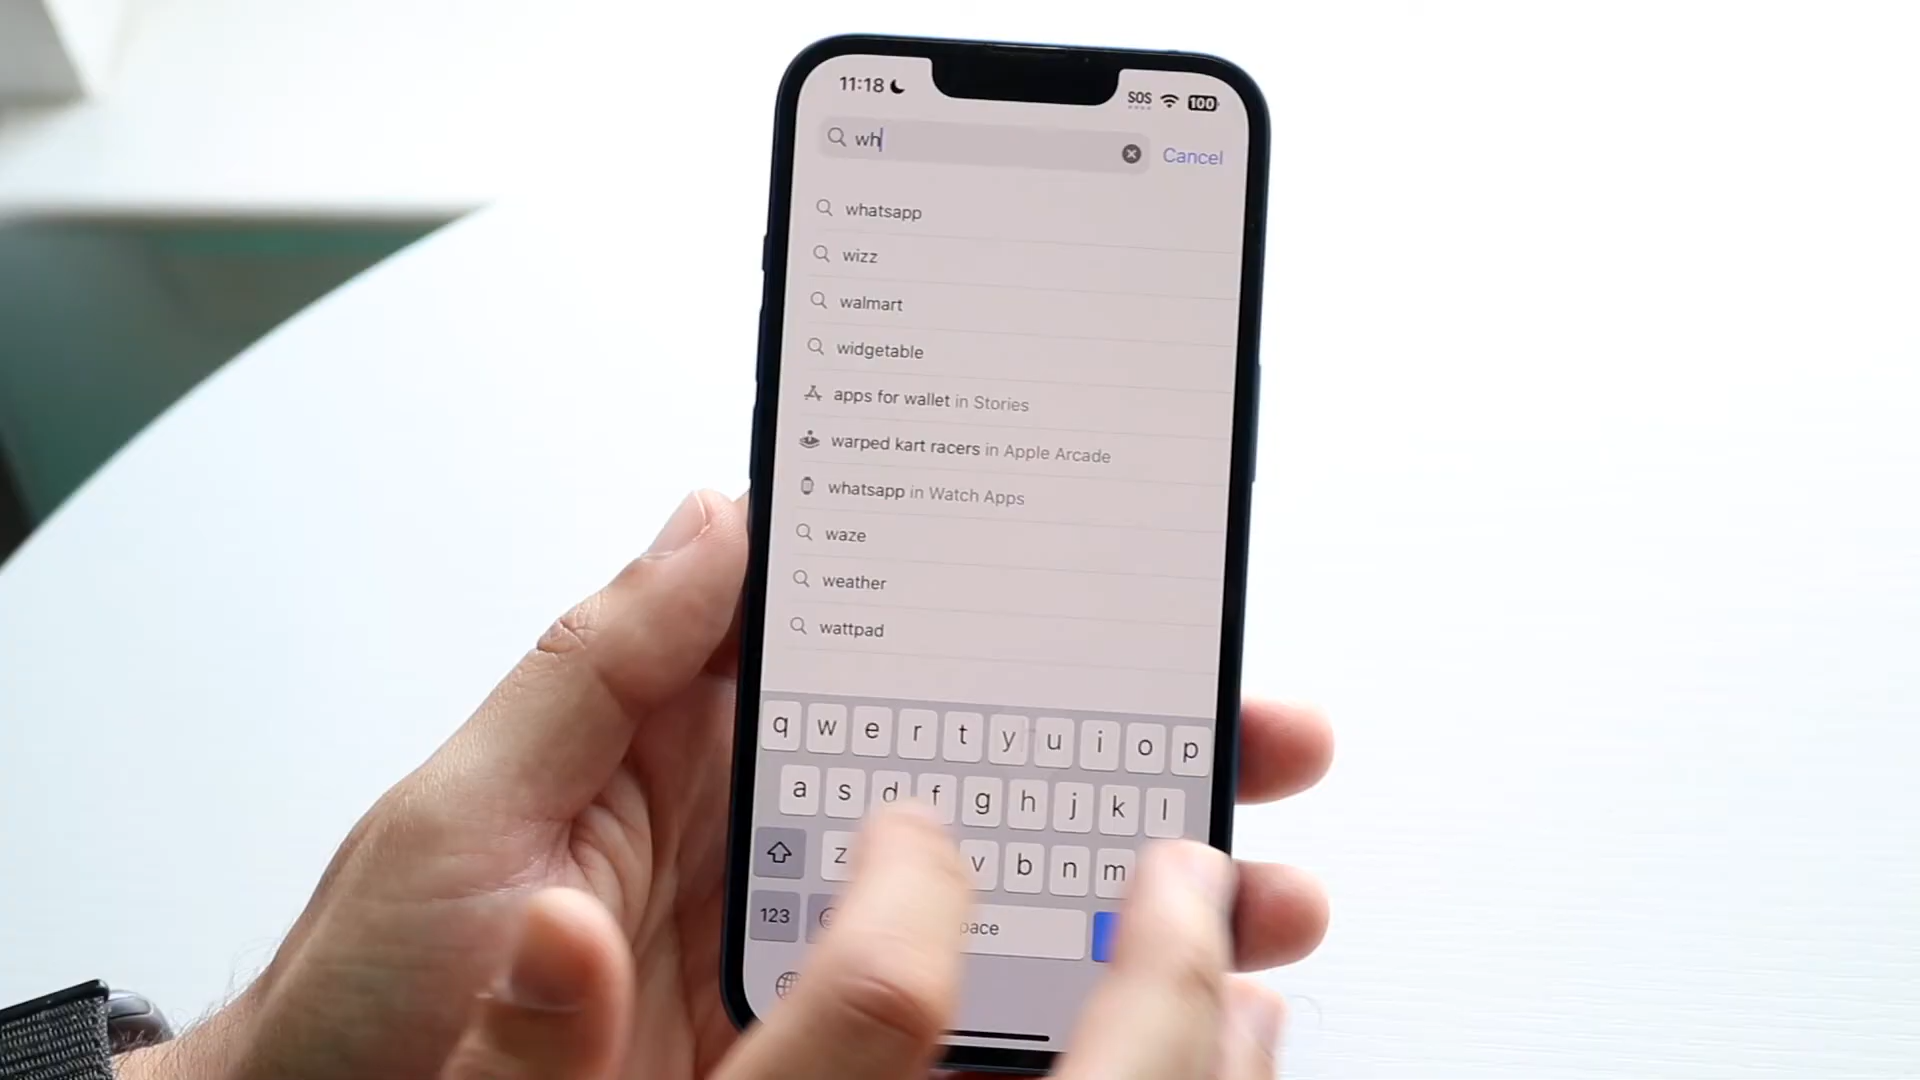 11:18
SOS 100
wh
Cancel
whatsapp
wizz
walmart
widgetable
apps for wallet in Stories
warped kart racers in Apple Arcade
whatsapp in Watch Apps
waze
weather
wattpad
q w e r t y u i o p
a s d f g h j k l
z v b n m
123 pace